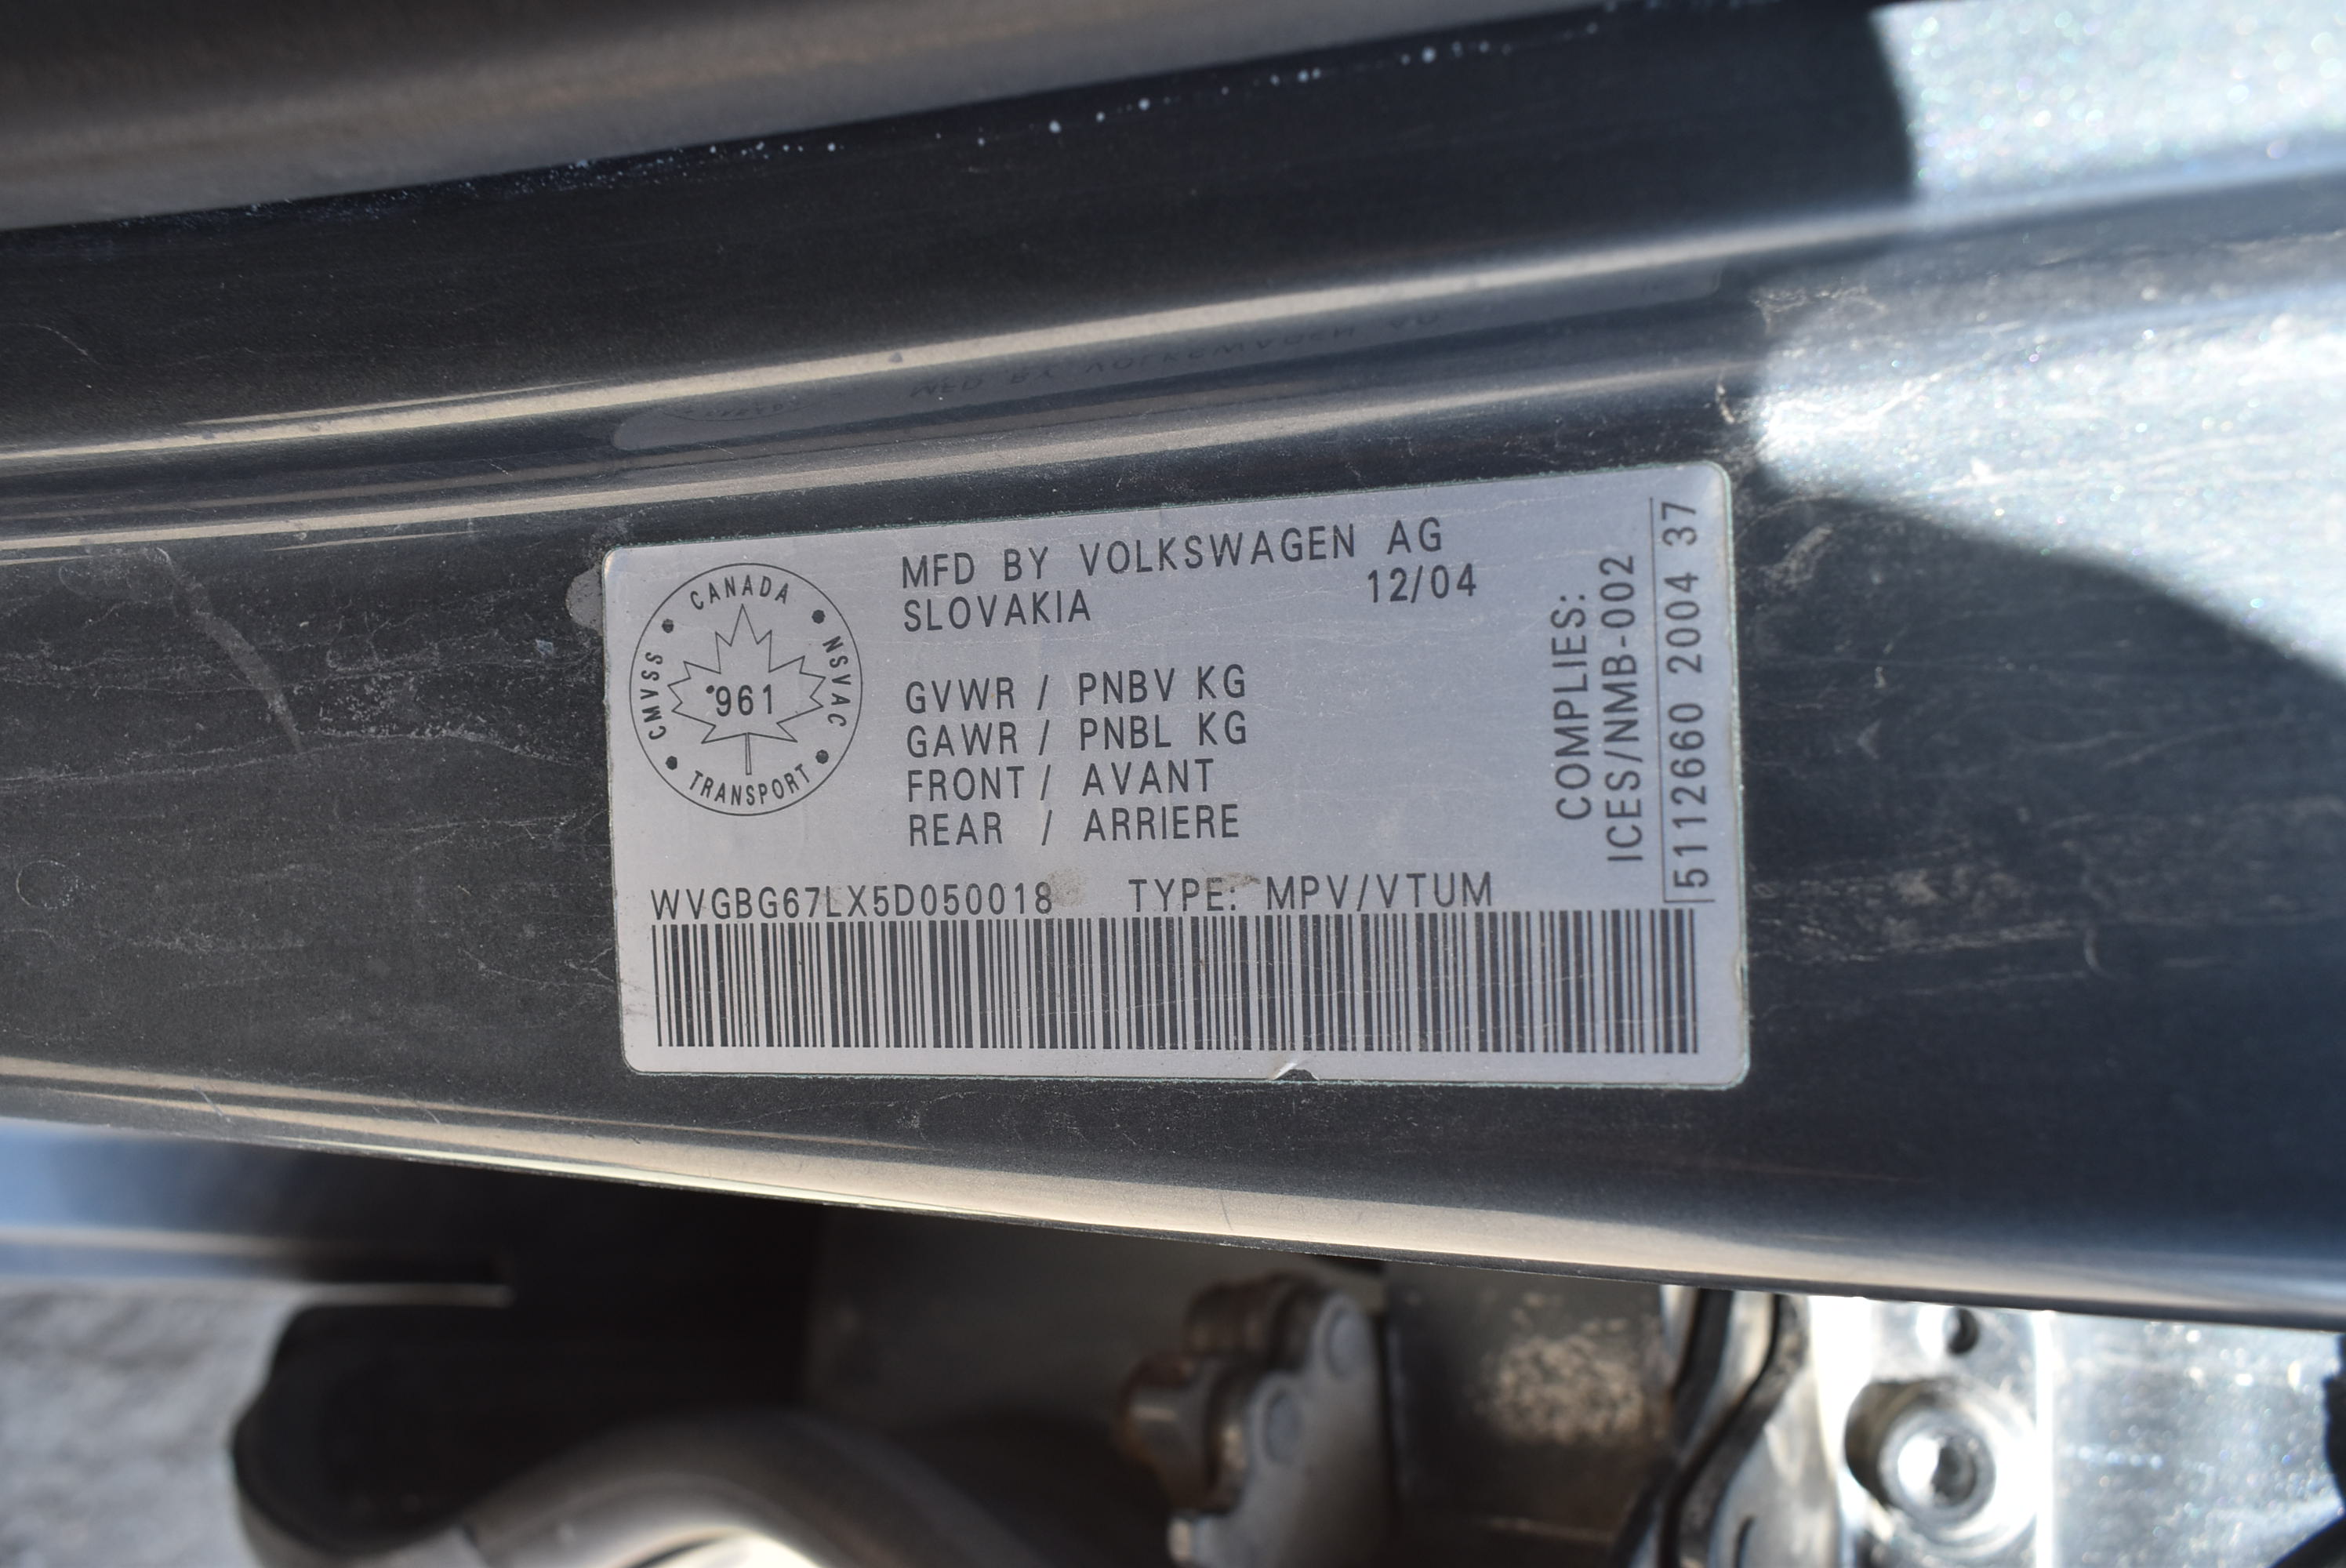 CANADA
CMVSS
NSVAC
961
TRANSPORT
MFD BY VOLKSWAGEN AG
SLOVAKIA 12/04
GVWR / PNBV KG
GAWR / PNBL KG
FRONT / AVANT
REAR / ARRIERE
WVGBG67LX5D050018 TYPE: MPV/VTUM
COMPLIES:
ICES/NMB-002
51126660 2004 37